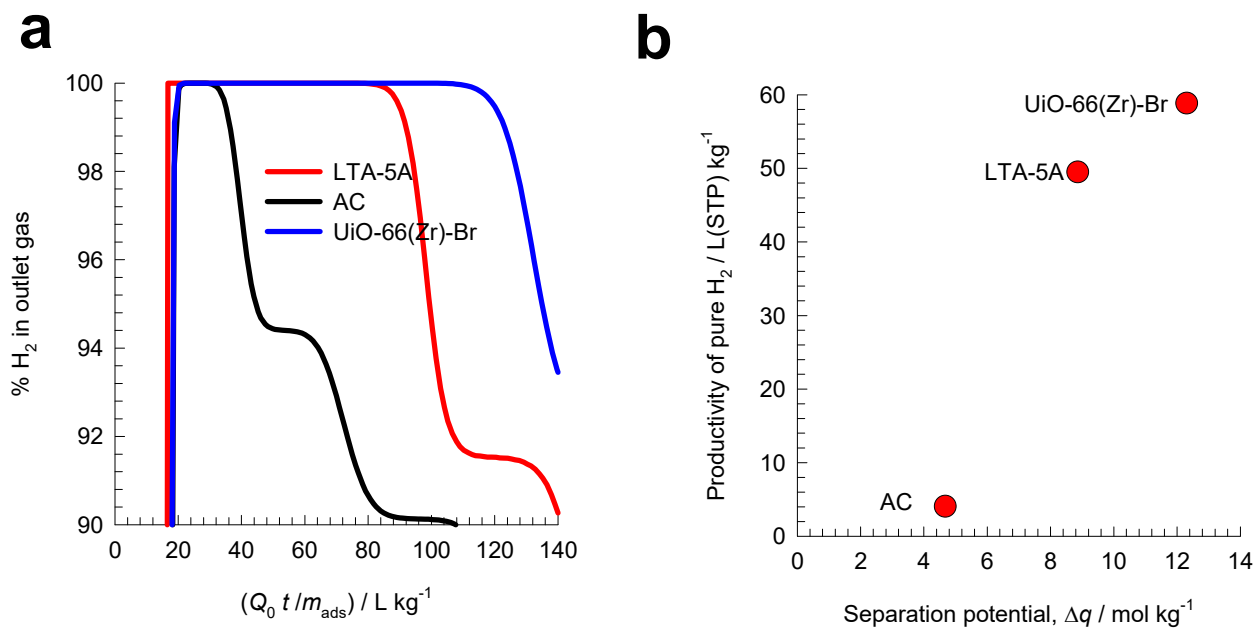 a
% H2 in outlet gas
100
98
96
94
92
90
LTA-5A
AC
UiO-66(Zr)-Br
0 20 40 60 80 100 120 140
(Q0 t /mads) / L kg-1
b
Productivity of pure H2 / L(STP) kg-1
60
50
40
30
20
10
0
UiO-66(Zr)-Br
LTA-5A
AC
0 2 4 6 8 10 12 14
Separation potential, Δq / mol kg-1